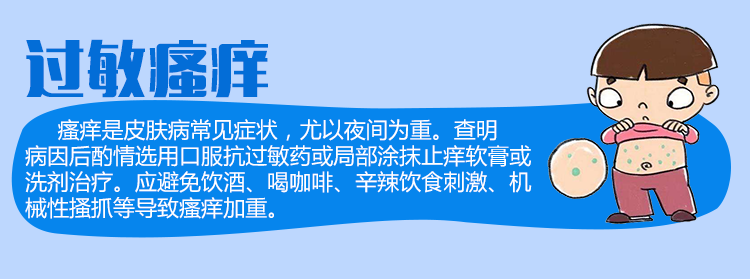 过敏瘙痒
瘙痒是皮肤病常见症状，尤以夜间为重。查明
病因后酌情选用口服抗过敏药或局部涂抹止痒软膏或
洗剂治疗。应避免饮酒、喝咖啡、辛辣饮食刺激、机
械性搔抓等导致瘙痒加重。